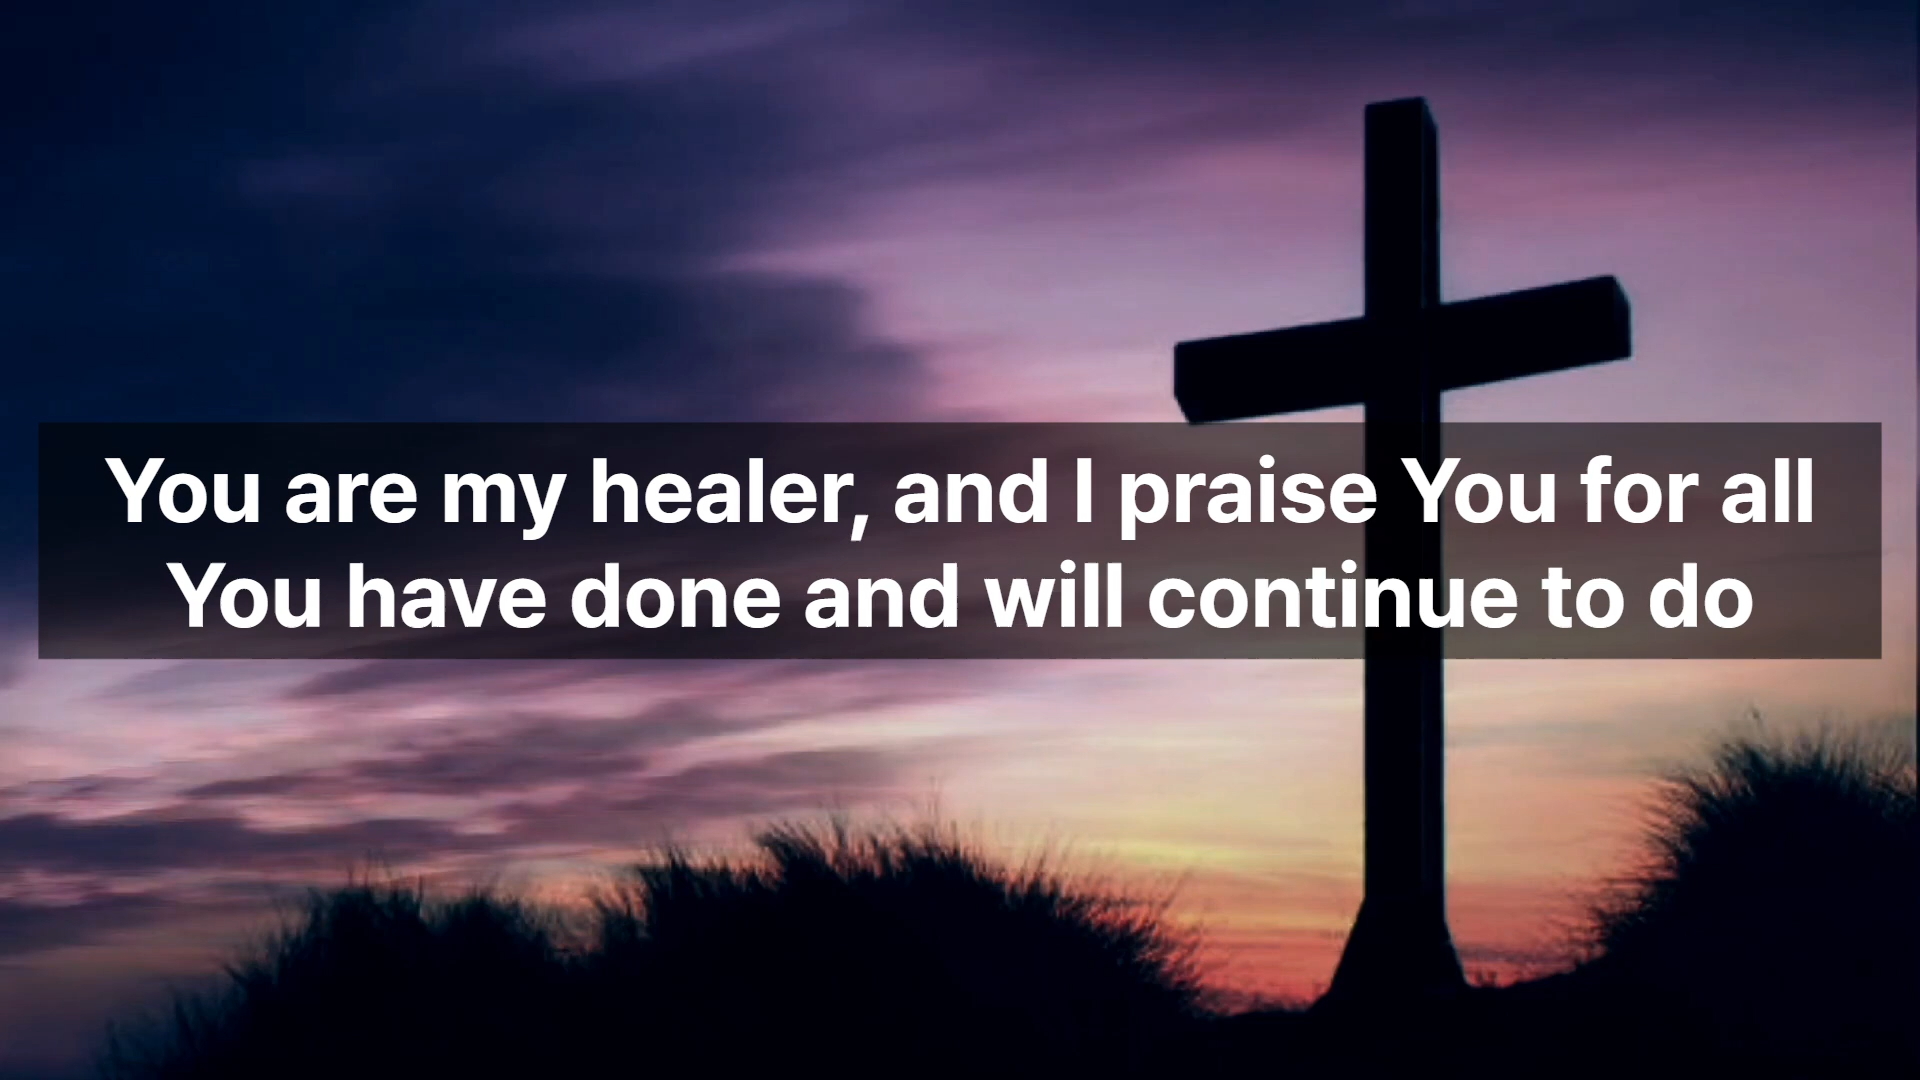 You are my healer, and I praise You for all
You have done and will continue to do